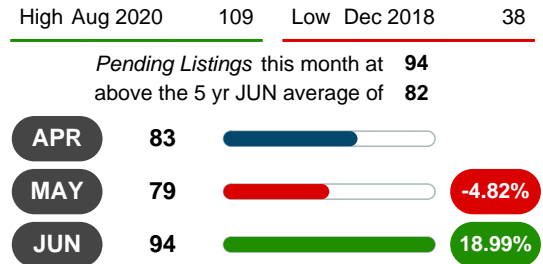 High Aug 2020 109 Low Dec 2018 38
Pending Listings this month at 94
above the 5 yr JUN average of 82
APR 83
MAY 79 -4.82%
JUN 94 18.99%